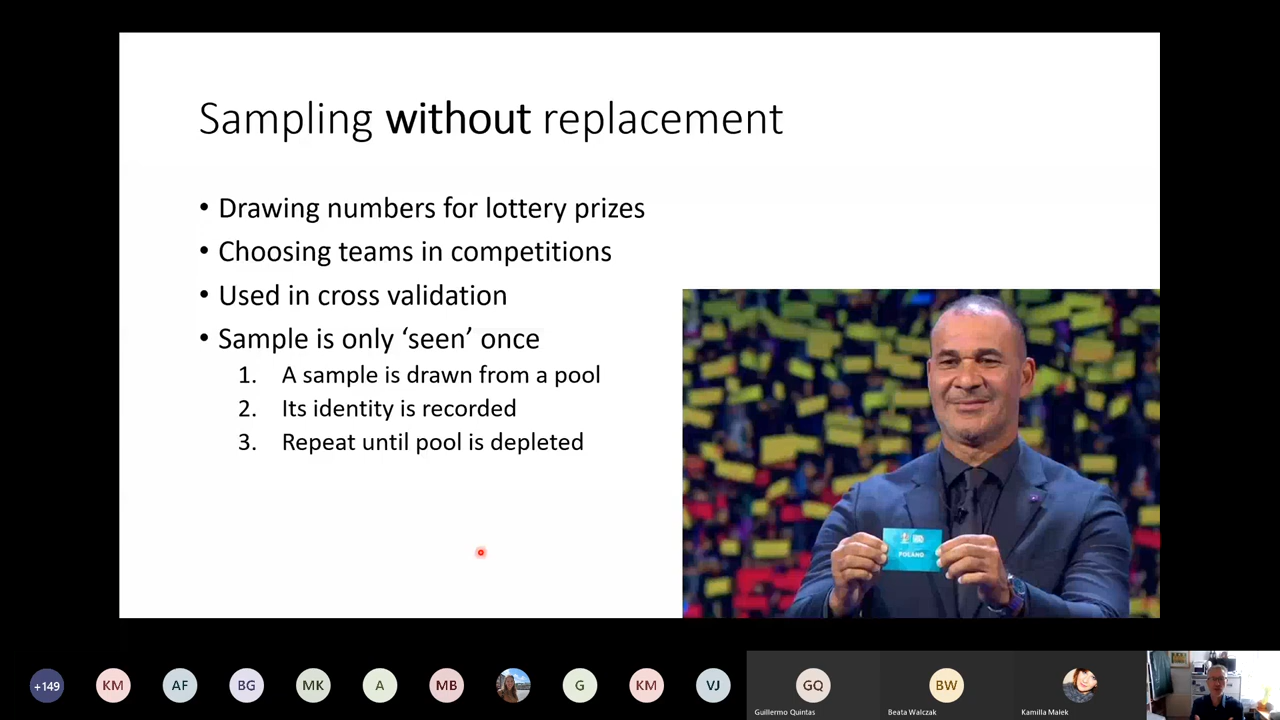 Sampling without replacement
• Drawing numbers for lottery prizes
• Choosing teams in competitions
• Used in cross validation
• Sample is only ‘seen’ once
1. A sample is drawn from a pool
2. Its identity is recorded
3. Repeat until pool is depleted
POLAND
+149 KM AF BG MK A MB G KM VJ GQ BW
Guillermo Quintas Beata Walczak Kamilla Małek